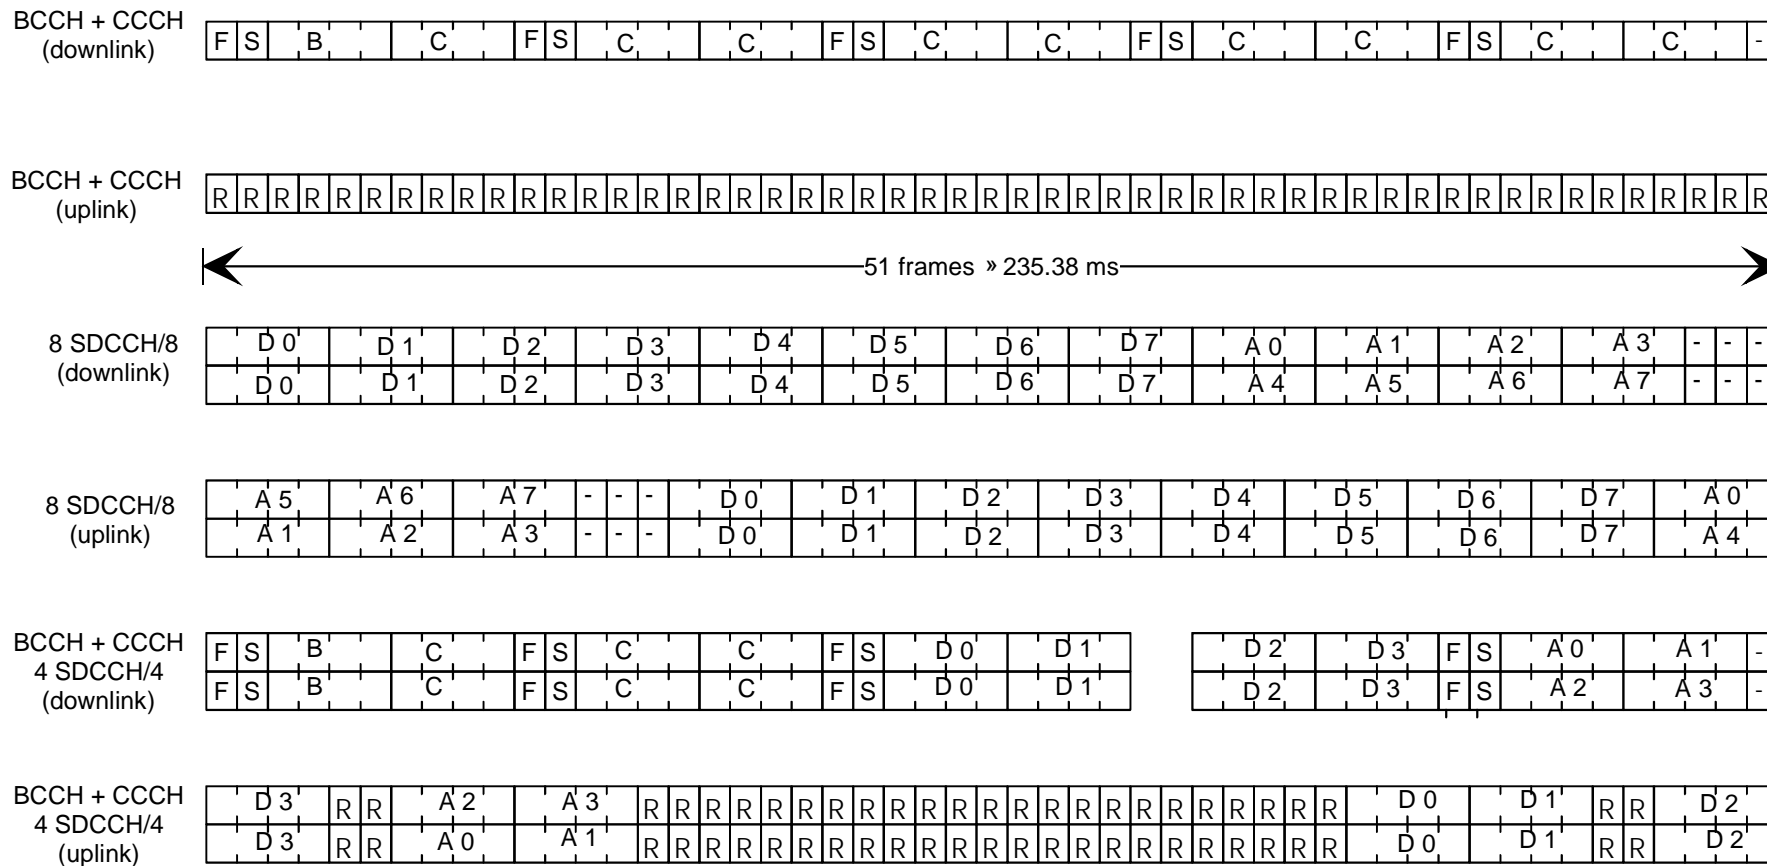 BCCH + CCCH
(downlink)
F S B C F S C C F S C C F S C C F S C C -
BCCH + CCCH
(uplink)
R R R R R R R R R R R R R R R R R R R R R R R R R R R R R R R R R R R R R R R R R R R R R R R R R R R
51 frames » 235.38 ms
8 SDCCH/8
(downlink)
D 0 D 1 D 2 D 3 D 4 D 5 D 6 D 7 A 0 A 1 A 2 A 3 - - -
D 0 D 1 D 2 D 3 D 4 D 5 D 6 D 7 A 4 A 5 A 6 A 7 - - -
8 SDCCH/8
(uplink)
A 5 A 6 A 7 - - - D 0 D 1 D 2 D 3 D 4 D 5 D 6 D 7 A 0
A 1 A 2 A 3 - - - D 0 D 1 D 2 D 3 D 4 D 5 D 6 D 7 A 4
BCCH + CCCH
4 SDCCH/4
(downlink)
F S B C F S C C F S D 0 D 1 D 2 D 3 F S A 0 A 1 -
F S B C F S C C F S D 0 D 1 D 2 D 3 F S A 2 A 3 -
BCCH + CCCH
4 SDCCH/4
(uplink)
D 3 R R A 2 A 3 R R R R R R R R R R R R R R R R R R R R R R R D 0 D 1 R R D 2
D 3 R R A 0 A 1 R R R R R R R R R R R R R R R R R R R R R R R D 0 D 1 R R D 2